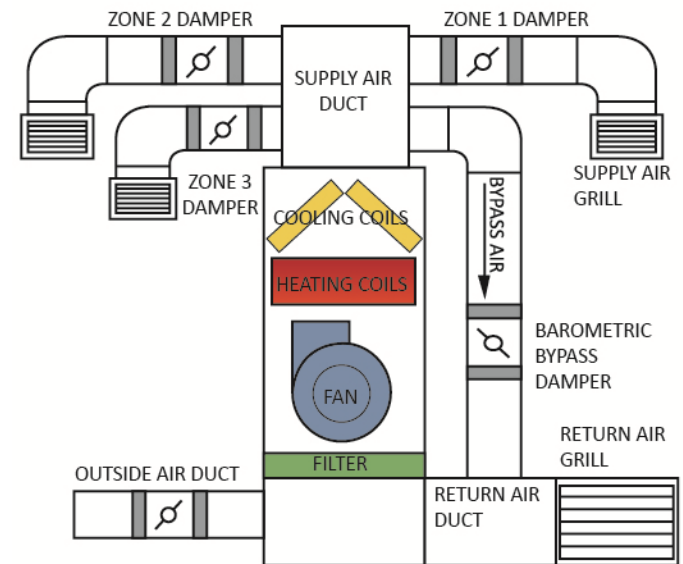 ZONE 2 DAMPER
ZONE 1 DAMPER
SUPPLY AIR
DUCT
ZONE 3
DAMPER
SUPPLY AIR
GRILL
BYPASS AIR
COOLING COILS
HEATING COILS
BAROMETRIC
BYPASS
DAMPER
FAN
RETURN AIR
GRILL
FILTER
OUTSIDE AIR DUCT
RETURN AIR
DUCT